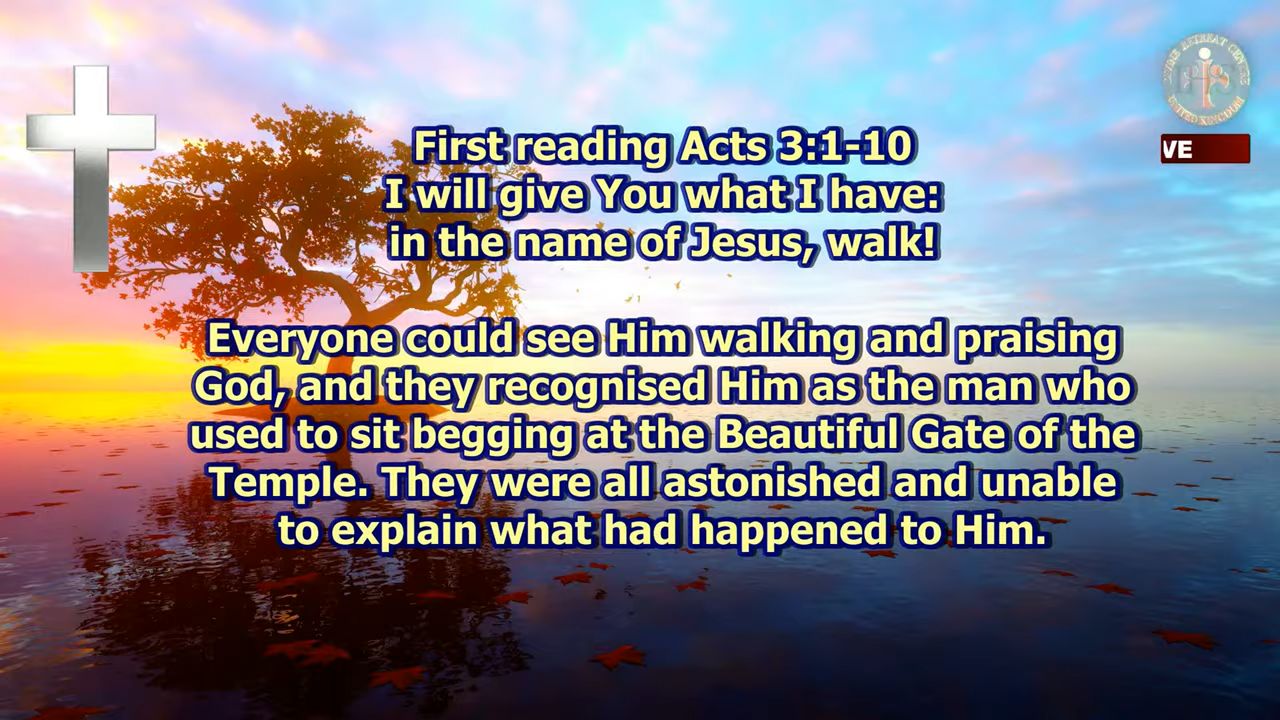 First reading Acts 3:1-10
I will give You what I have:
in the name of Jesus, walk!
Everyone could see Him walking and praising
God, and they recognised Him as the man who
used to sit begging at the Beautiful Gate of the
Temple. They were all astonished and unable
to explain what had happened to Him.
VE